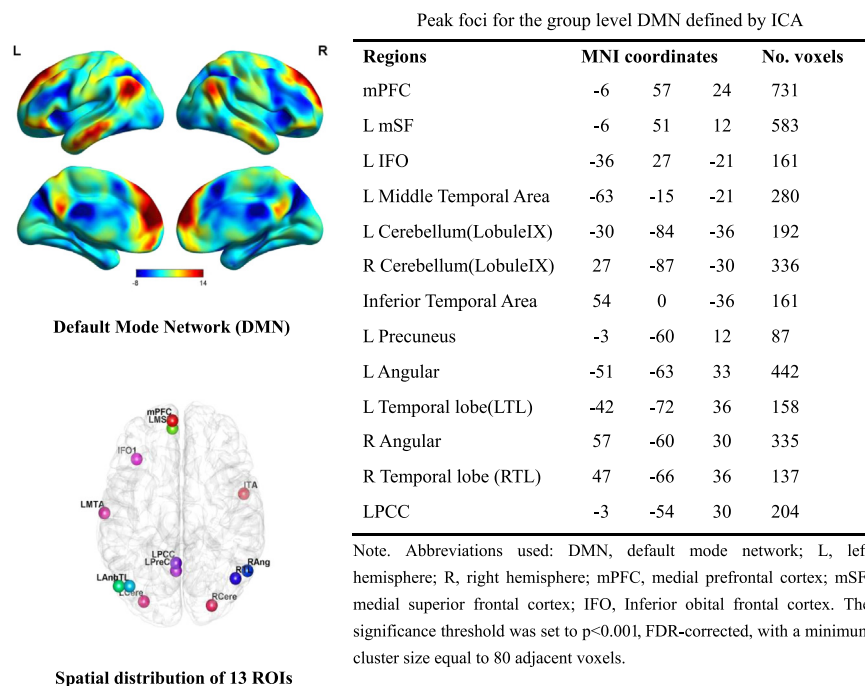 L R
-8 14
Default Mode Network (DMN)
mPFC
LMS
IFO1
ITA
LMTA
LPCC
LPreC
RAng
RTL
LAnbTL
LCere
RCere
Spatial distribution of 13 ROIs
Peak foci for the group level DMN defined by ICA
Regions MNI coordinates No. voxels
mPFC -6 57 24 731
L mSF -6 51 12 583
L IFO -36 27 -21 161
L Middle Temporal Area -63 -15 -21 280
L Cerebellum(LobuleIX) -30 -84 -36 192
R Cerebellum(LobuleIX) 27 -87 -30 336
Inferior Temporal Area 54 0 -36 161
L Precuneus -3 -60 12 87
L Angular -51 -63 33 442
L Temporal lobe(LTL) -42 -72 36 158
R Angular 57 -60 30 335
R Temporal lobe (RTL) 47 -66 36 137
LPCC -3 -54 30 204
Note. Abbreviations used: DMN, default mode network; L, lef
hemisphere; R, right hemisphere; mPFC, medial prefrontal cortex; mSF
medial superior frontal cortex; IFO, Inferior obital frontal cortex. The
significance threshold was set to p<0.001, FDR-corrected, with a minimum
cluster size equal to 80 adjacent voxels.